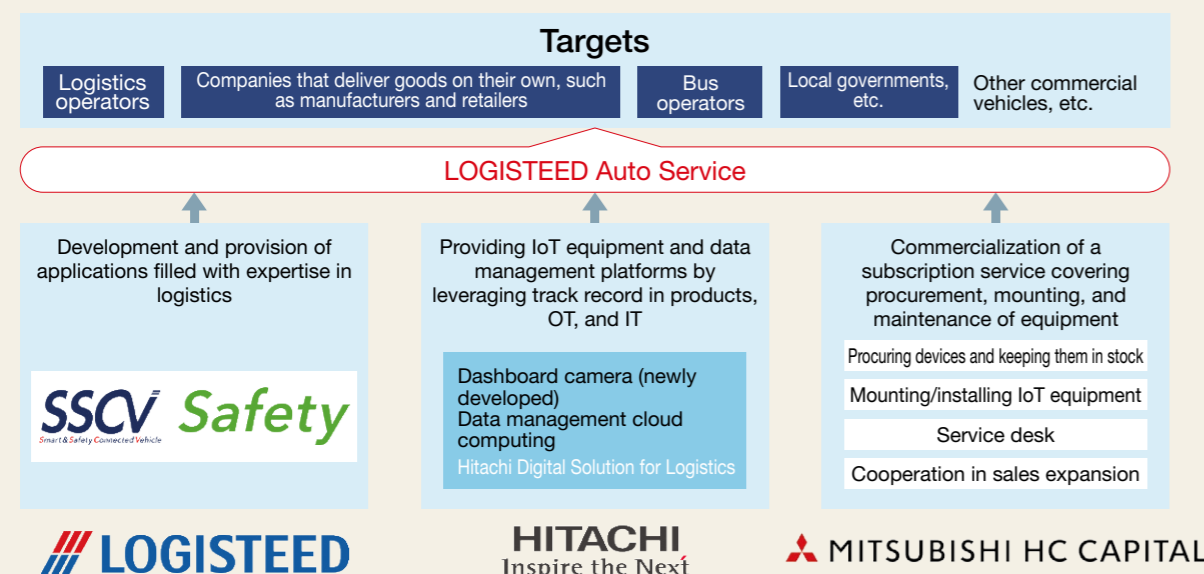 Targets
Logistics
operators
Companies that deliver goods on their own, such
as manufacturers and retailers
Bus
operators
Local governments,
etc.
Other commercial
vehicles, etc.
LOGISTEED Auto Service
Development and provision of
applications filled with expertise in
logistics
SSCV Safety
Smart & Safety Connected Vehicle
LOGISTEED
Providing IoT equipment and data
management platforms by
leveraging track record in products,
OT, and IT
Dashboard camera (newly
developed)
Data management cloud
computing
Hitachi Digital Solution for Logistics
HITACHI
Inspire the Next
Commercialization of a
subscription service covering
procurement, mounting, and
maintenance of equipment
Procuring devices and keeping them in stock
Mounting/installing IoT equipment
Service desk
Cooperation in sales expansion
MITSUBISHI HC CAPITAL